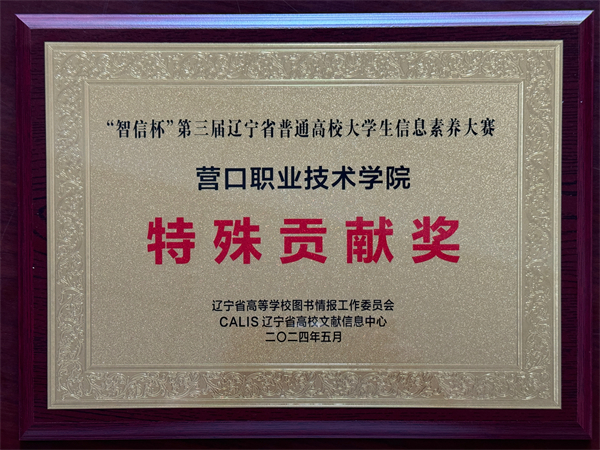 “智信杯”第三届辽宁省普通高校大学生信息素养大赛
营口职业技术学院
特殊贡献奖
辽宁省高等学校图书情报工作委员会
CALIS 辽宁省高校文献信息中心
二〇二四年五月